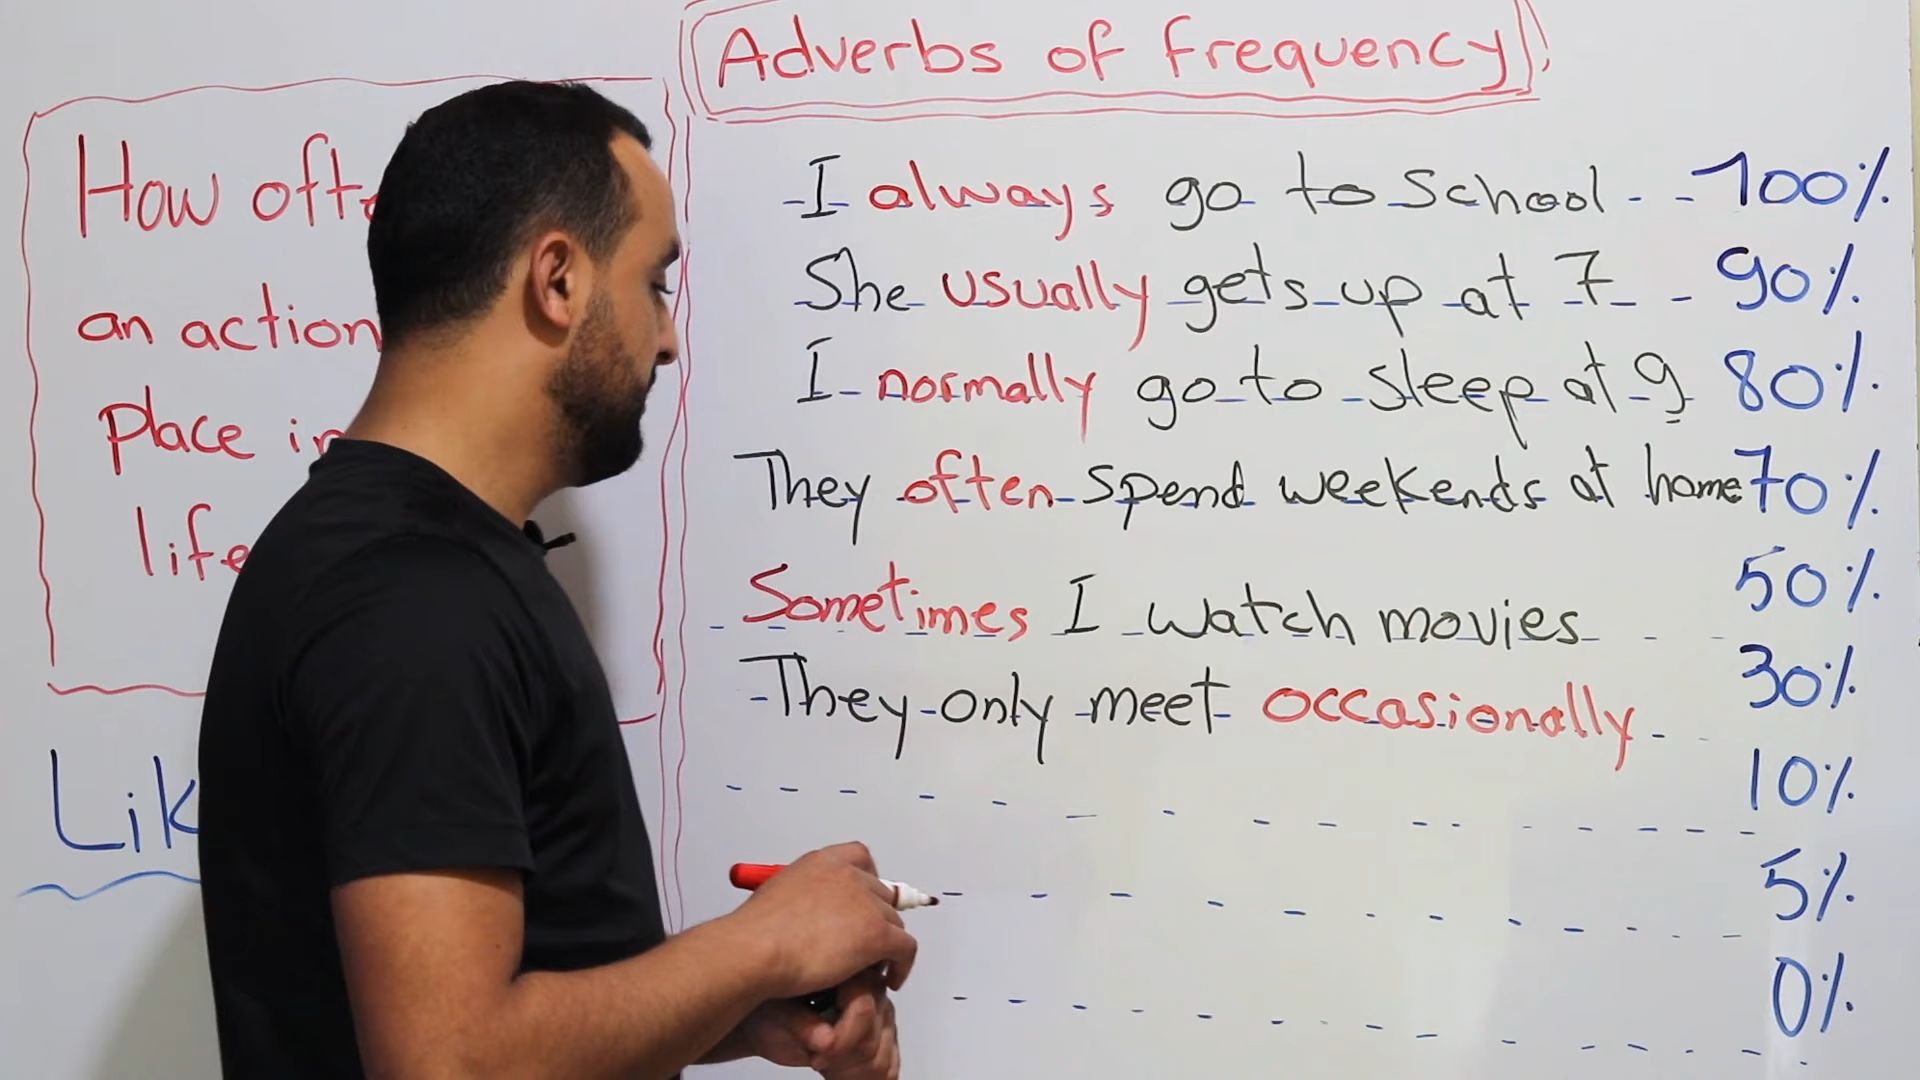 Adverbs of frequency
How ofte
an action
place in
life
Lik
I always go to School 100%
She usually gets up at 7 90%
I normally go to sleep at 9 80%
They often spend weekends at home 70%
Sometimes I watch movies 50%
They only meet occasionally 30%
10%
5%
0%